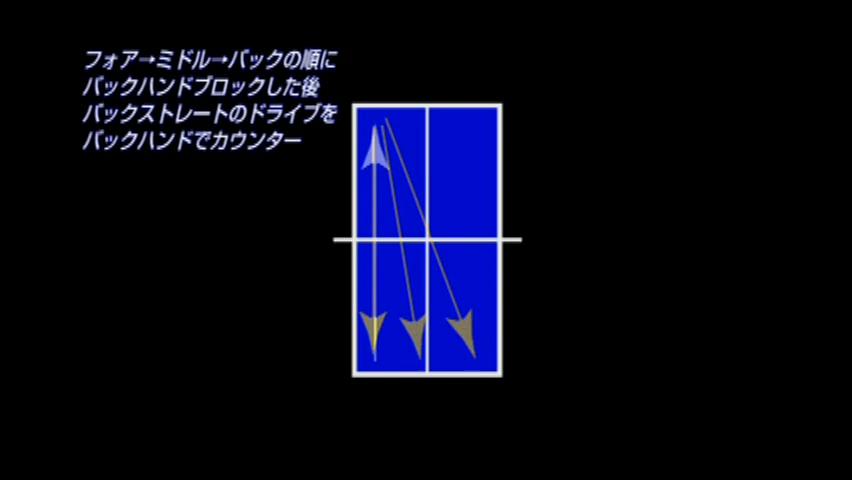 フォア→ミドル→バックの順に
バックハンドブロックした後
バックストレートのドライブを
バックハンドでカウンター